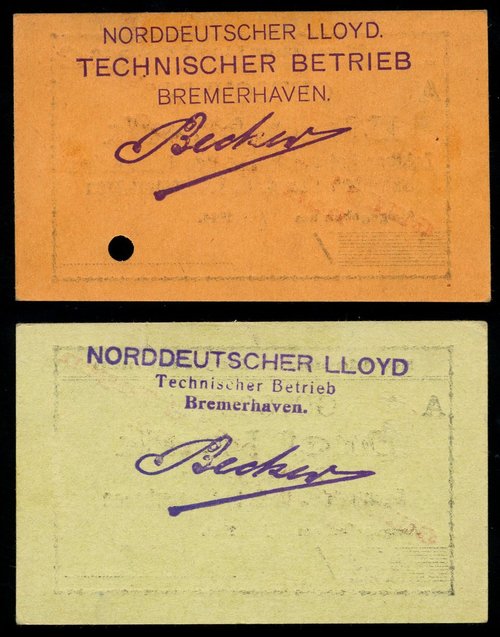 NORDDEUTSCHER LLOYD.
TECHNISCHER BETRIEB
BREMERHAVEN.
Becker
NORDDEUTSCHER LLOYD
Technischer Betrieb
Bremerhaven.
Becker